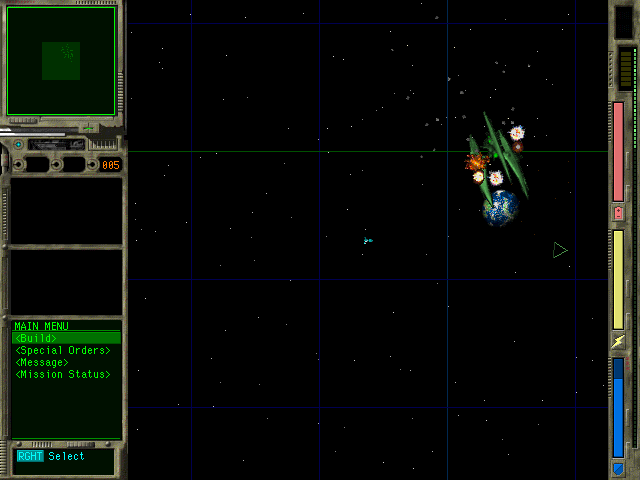 005
MAIN MENU
<Build>
<Special Orders>
<Message>
<Mission Status>
RGHT Select